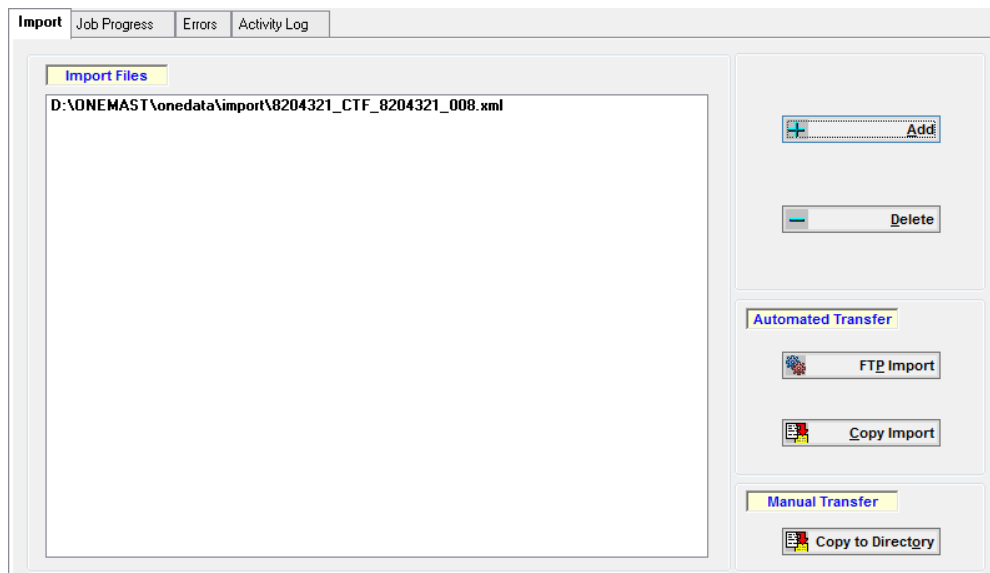 Import Job Progress Errors Activity Log
Import Files
D:\ONEMAST\onedata\import\8204321_CTF_8204321_008.xml
Add
Delete
Automated Transfer
FTP Import
Copy Import
Manual Transfer
Copy to Directory